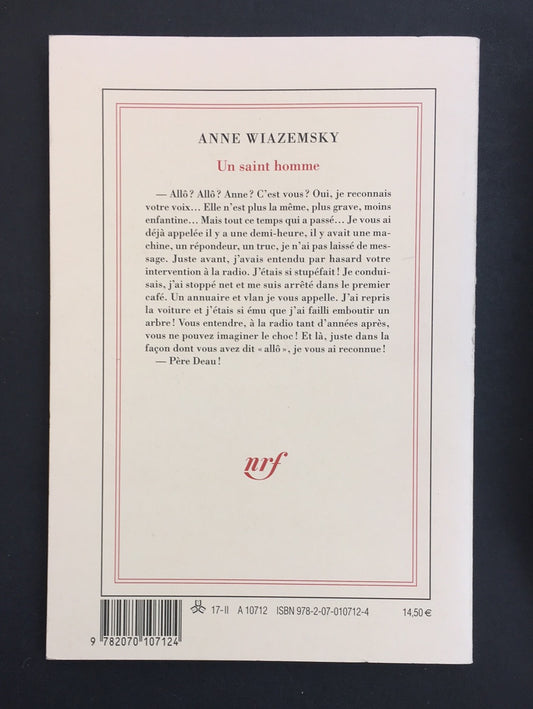 ANNE WIAZEMSKY
Un saint homme
— Allô ? Allô ? Anne ? C'est vous ? Oui, je reconnais
votre voix… Elle n'est plus la même, plus grave, moins
enfantine… Mais tout ce temps qui a passé… Je vous ai
déjà appelée il y a une demi-heure, il y avait une ma-
chine, un répondeur, un truc, je n'ai pas laissé de mes-
sage. Juste avant, j'avais entendu par hasard votre
intervention à la radio. J'étais si stupéfait ! Je condui-
sais, j'ai stoppé net et me suis arrêté dans le premier
café. Un annuaire et vlan je vous appelle. J'ai repris
la voiture et j'étais si ému que j'ai failli emboutir un
arbre ! Vous entendre, à la radio tant d'années après,
vous ne pouvez imaginer le choc ! Et là, juste dans la
façon dont vous avez dit « allô », je vous ai reconnue !
— Père Deau !
nrf
17-II A 10712 ISBN 978-2-07-010712-4 14,50 €
9 782070 107124